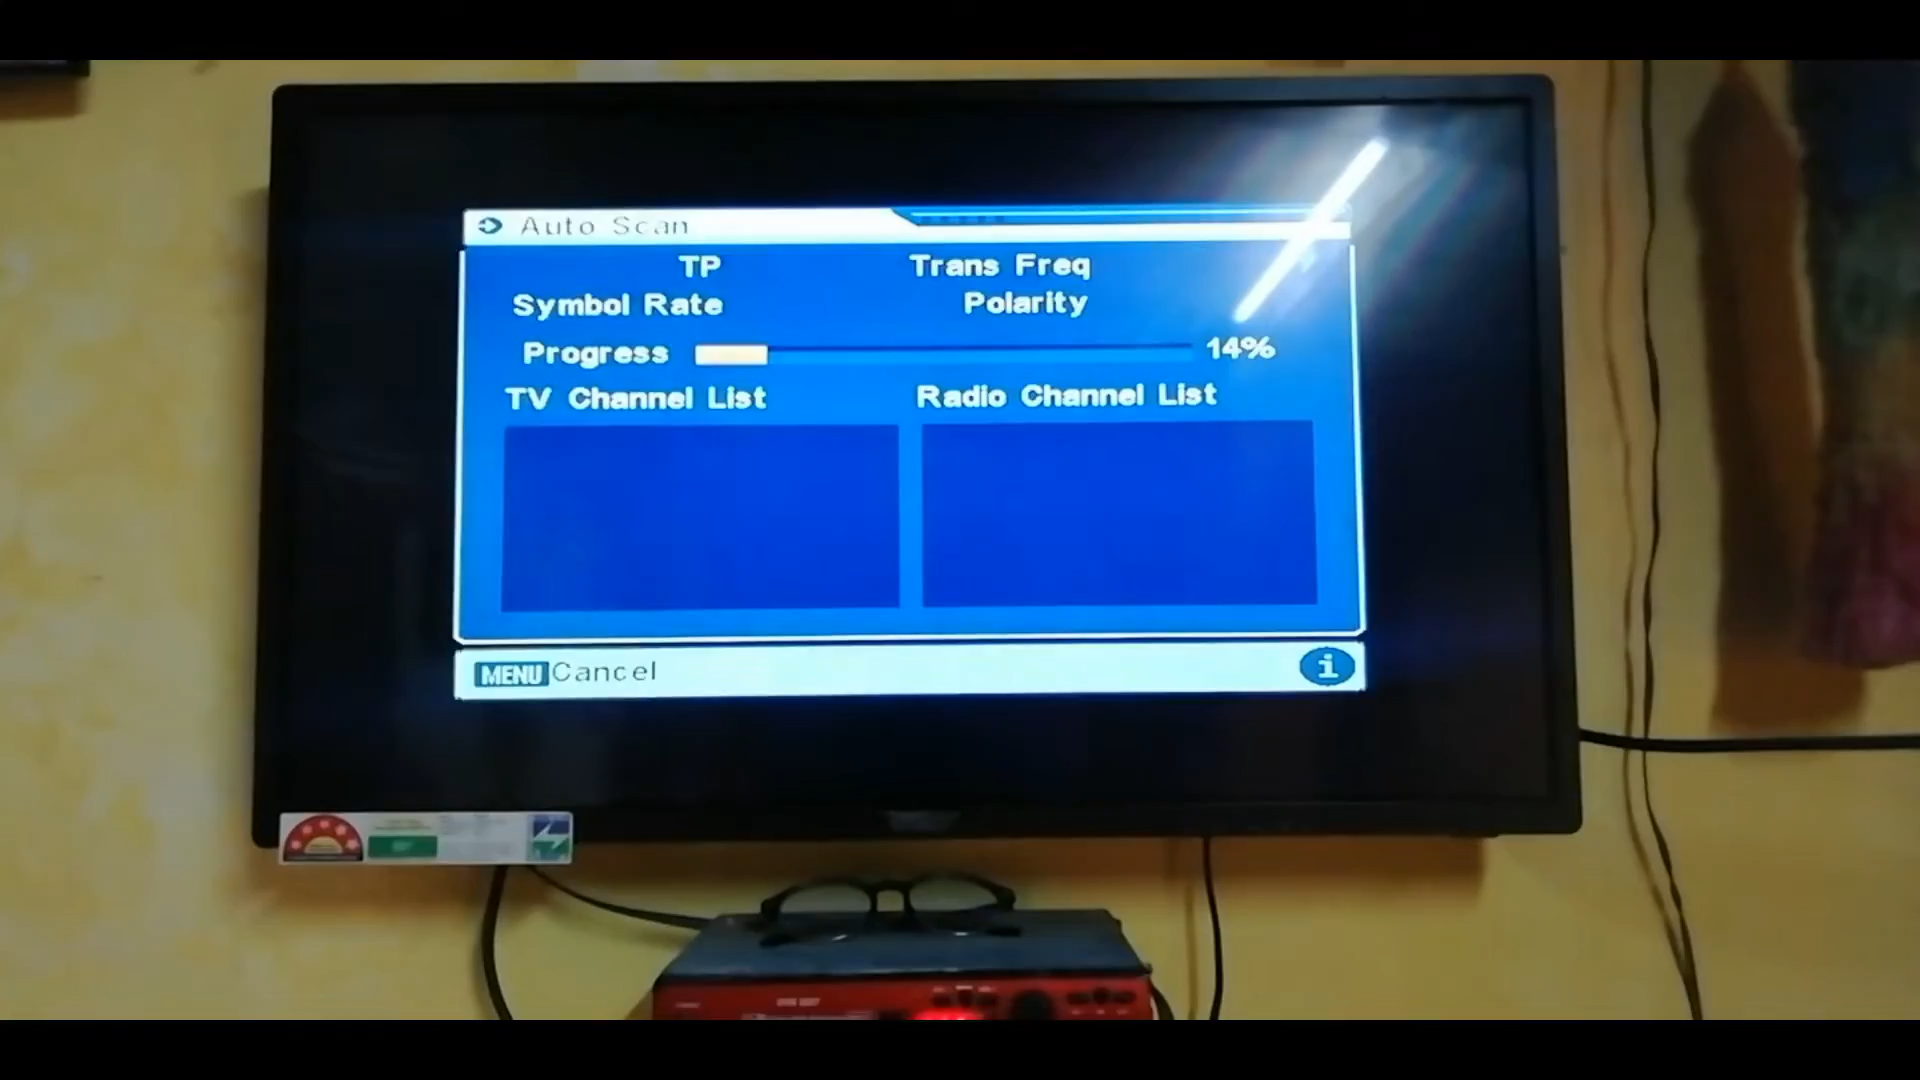 Auto Scan
TP Trans Freq
Symbol Rate Polarity
Progress 14%
TV Channel List Radio Channel List
MENU Cancel i